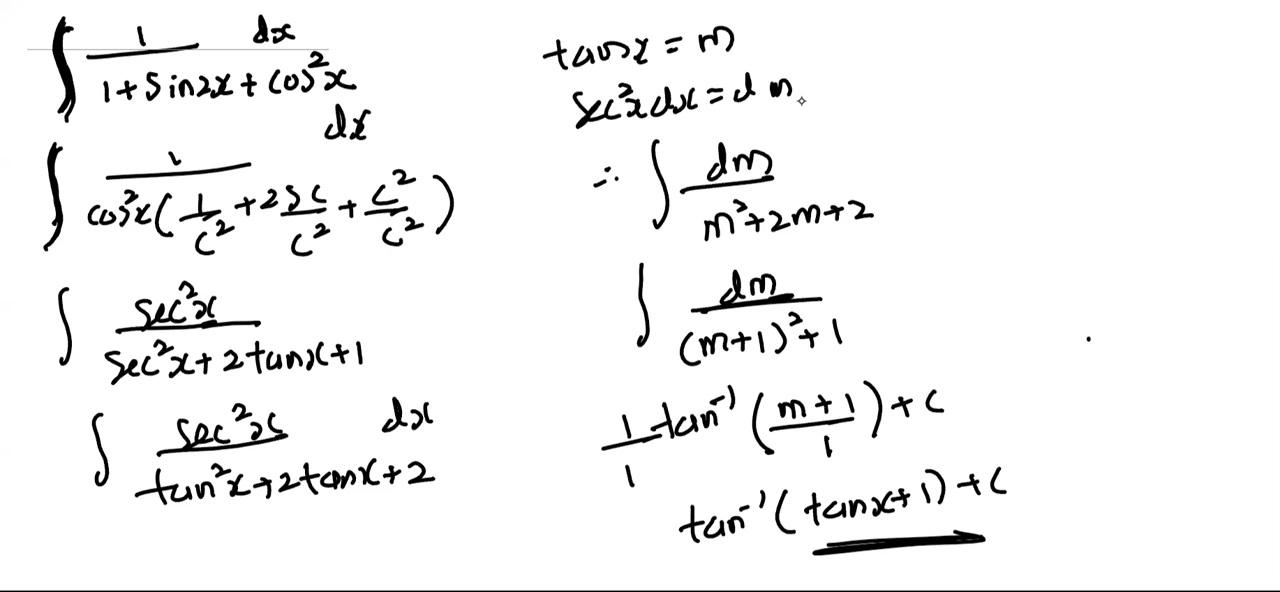 ∫ 1/(1+sin2x+cos²x) dx
∫ 1/(cos²x(1/c²+2sc/c²+c²/c²)) dx
∫ sec²x/(sec²x+2tanx+1)
∫ sec²x/(tan²x+2tanx+2) dx
tanx = m
sec²x dx = dm
∴ ∫ dm/(m²+2m+2)
∫ dm/((m+1)²+1)
1/1 tan⁻¹((m+1)/1)+c
tan⁻¹(tanx+1)+c